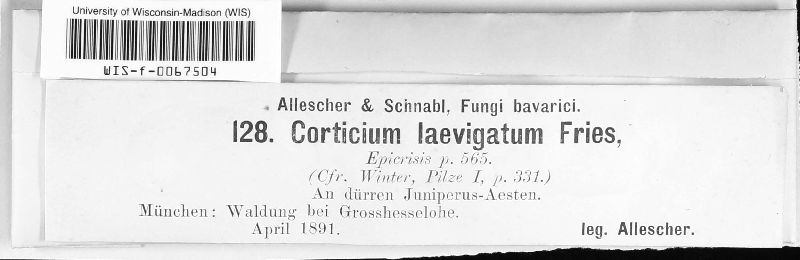 University of Wisconsin-Madison (WIS)
WIS-f-0067504
Allescher & Schnabl, Fungi bavarici.
128. Corticium laevigatum Fries,
Epicrisis p. 565.
(Cfr. Winter, Pilze I, p. 331.)
An dürren Juniperus-Aesten.
München: Waldung bei Grosshesselohe.
April 1891.
leg. Allescher.